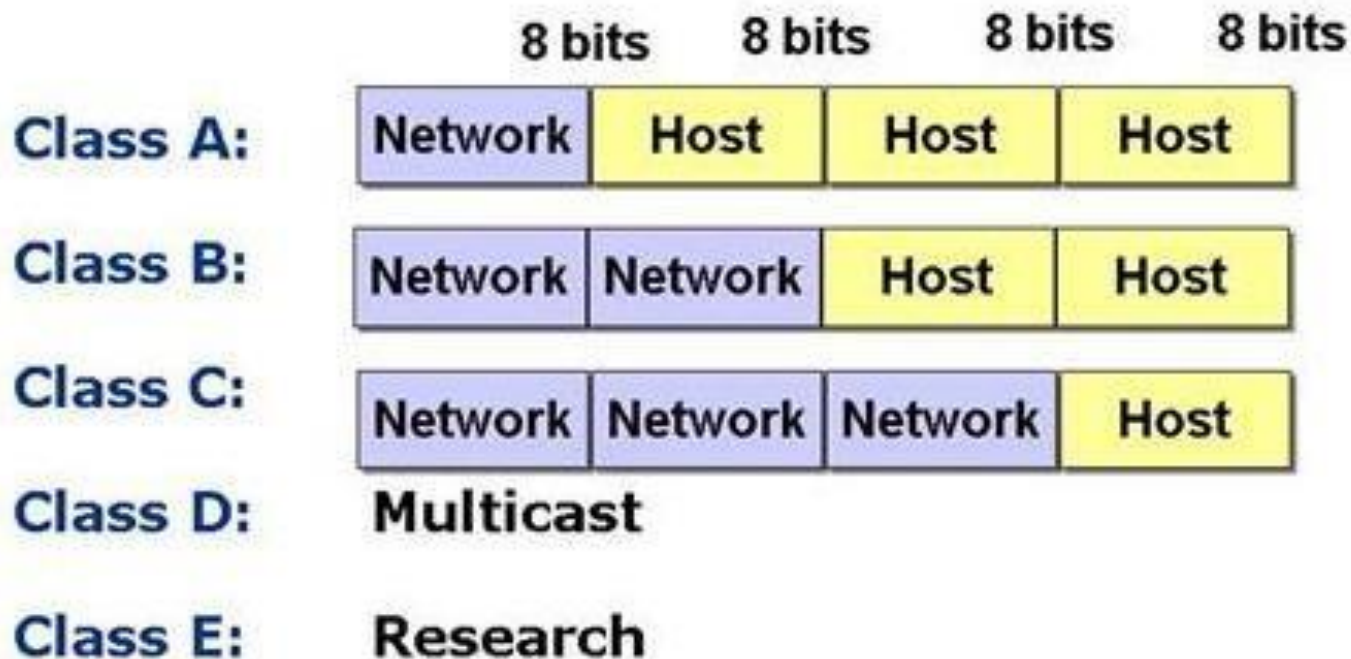 8 bits 8 bits 8 bits 8 bits
Class A: Network Host Host Host
Class B: Network Network Host Host
Class C: Network Network Network Host
Class D: Multicast
Class E: Research